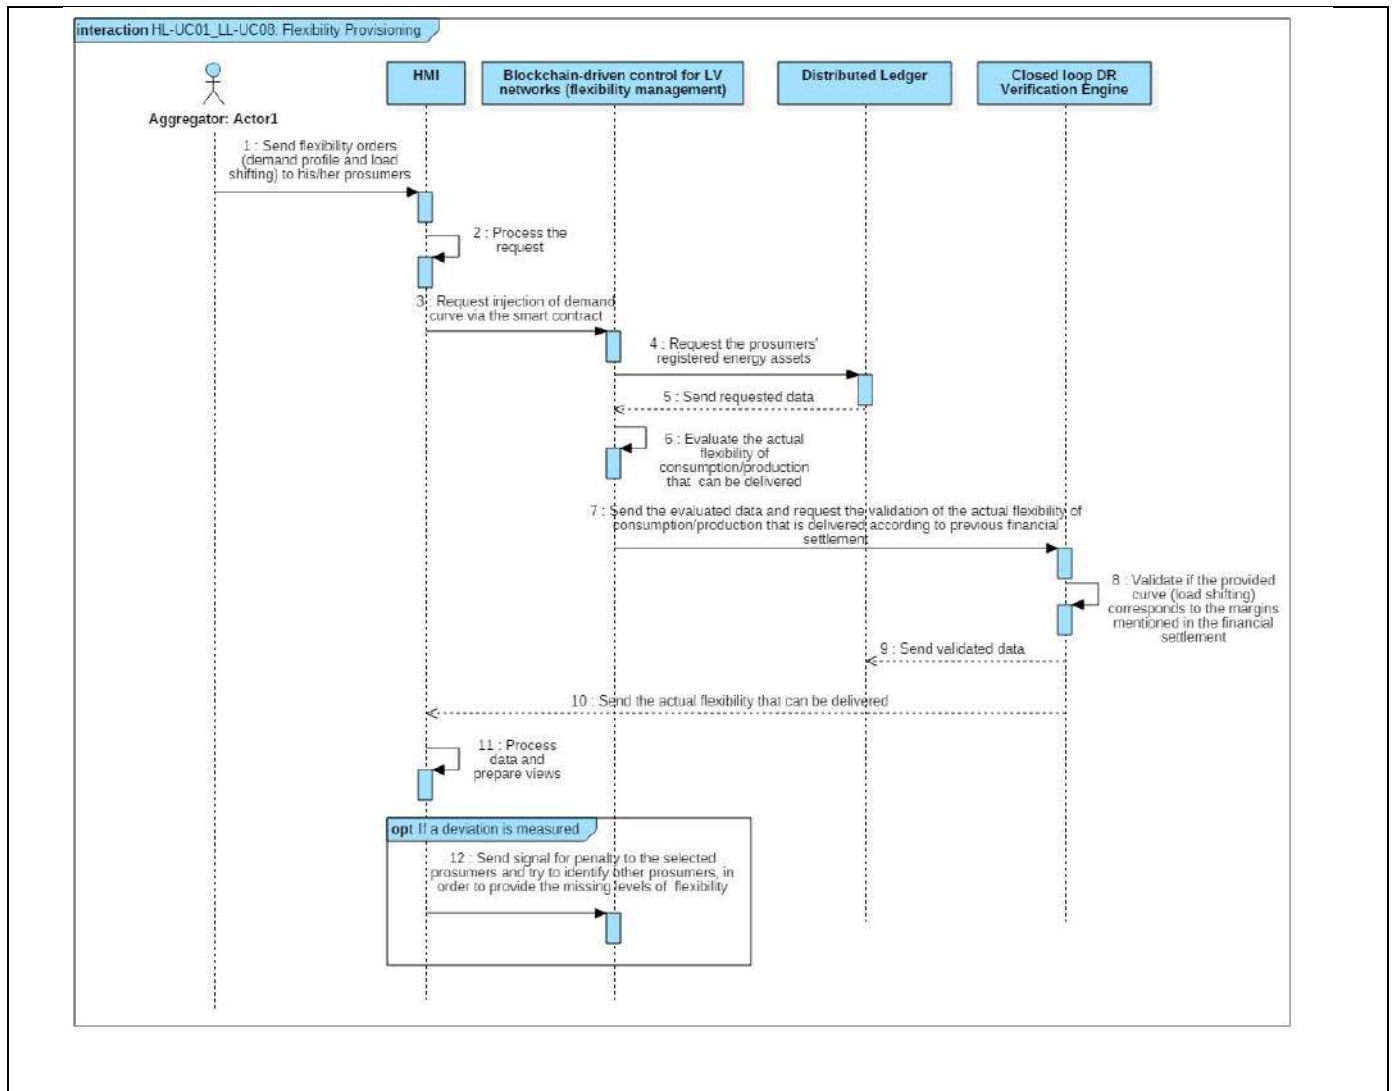 interaction HL-UC01_LL-UC08: Flexibility Provisioning
HMI
Blockchain-driven control for LV
networks (flexibility management)
Distributed Ledger
Closed loop DR
Verification Engine
Aggregator: Actor1
1 : Send flexibility orders
(demand profile and load
shifting) to his/her prosumers
2 : Process the
request
3 : Request injection of demand
curve via the smart contract
4 : Request the prosumers'
registered energy assets
5 : Send requested data
6 : Evaluate the actual
flexibility of
consumption/production
that can be delivered
7 : Send the evaluated data and request the validation of the actual flexibility of
consumption/production that is delivered according to previous financial
settlement
8 : Validate if the provided
curve (load shifting)
corresponds to the margins
mentioned in the financial
settlement
9 : Send validated data
10 : Send the actual flexibility that can be delivered
11 : Process
data and
prepare views
opt If a deviation is measured
12 : Send signal for penalty to the selected
prosumers and try to identify other prosumers, in
order to provide the missing levels of flexibility